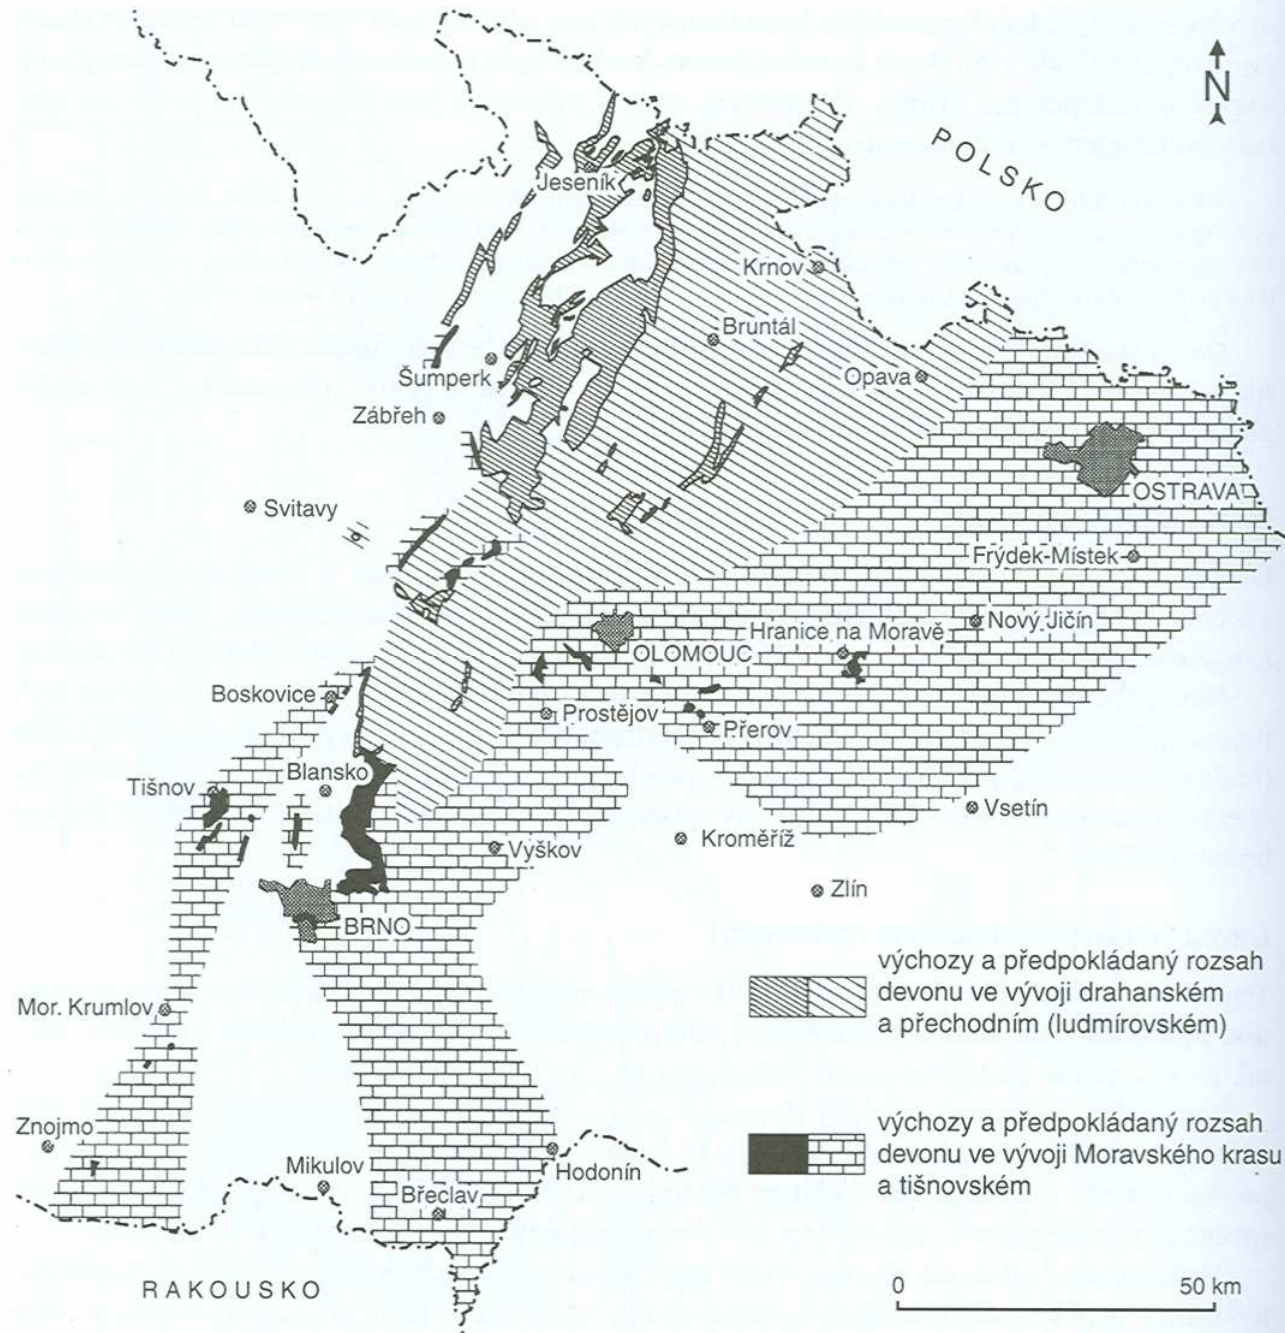 N
POLSKO
Jeseník
Krnov
Bruntál
Šumperk
Opava
Zábřeh
OSTRAVA
Svitavy
Frýdek-Místek
Nový Jičín
Hranice na Moravě
OLOMOUC
Boskovice
Prostějov
Přerov
Blansko
Tišnov
Vsetín
Kroměříž
Vyškov
Zlín
BRNO
výchozy a předpokládaný rozsah
devonu ve vývoji drahanském
a přechodním (ludmírovském)
Mor. Krumlov
výchozy a předpokládaný rozsah
devonu ve vývoji Moravského krasu
a tišnovském
Znojmo
Hodonín
Mikulov
Břeclav
RAKOUSKO
0
50 km